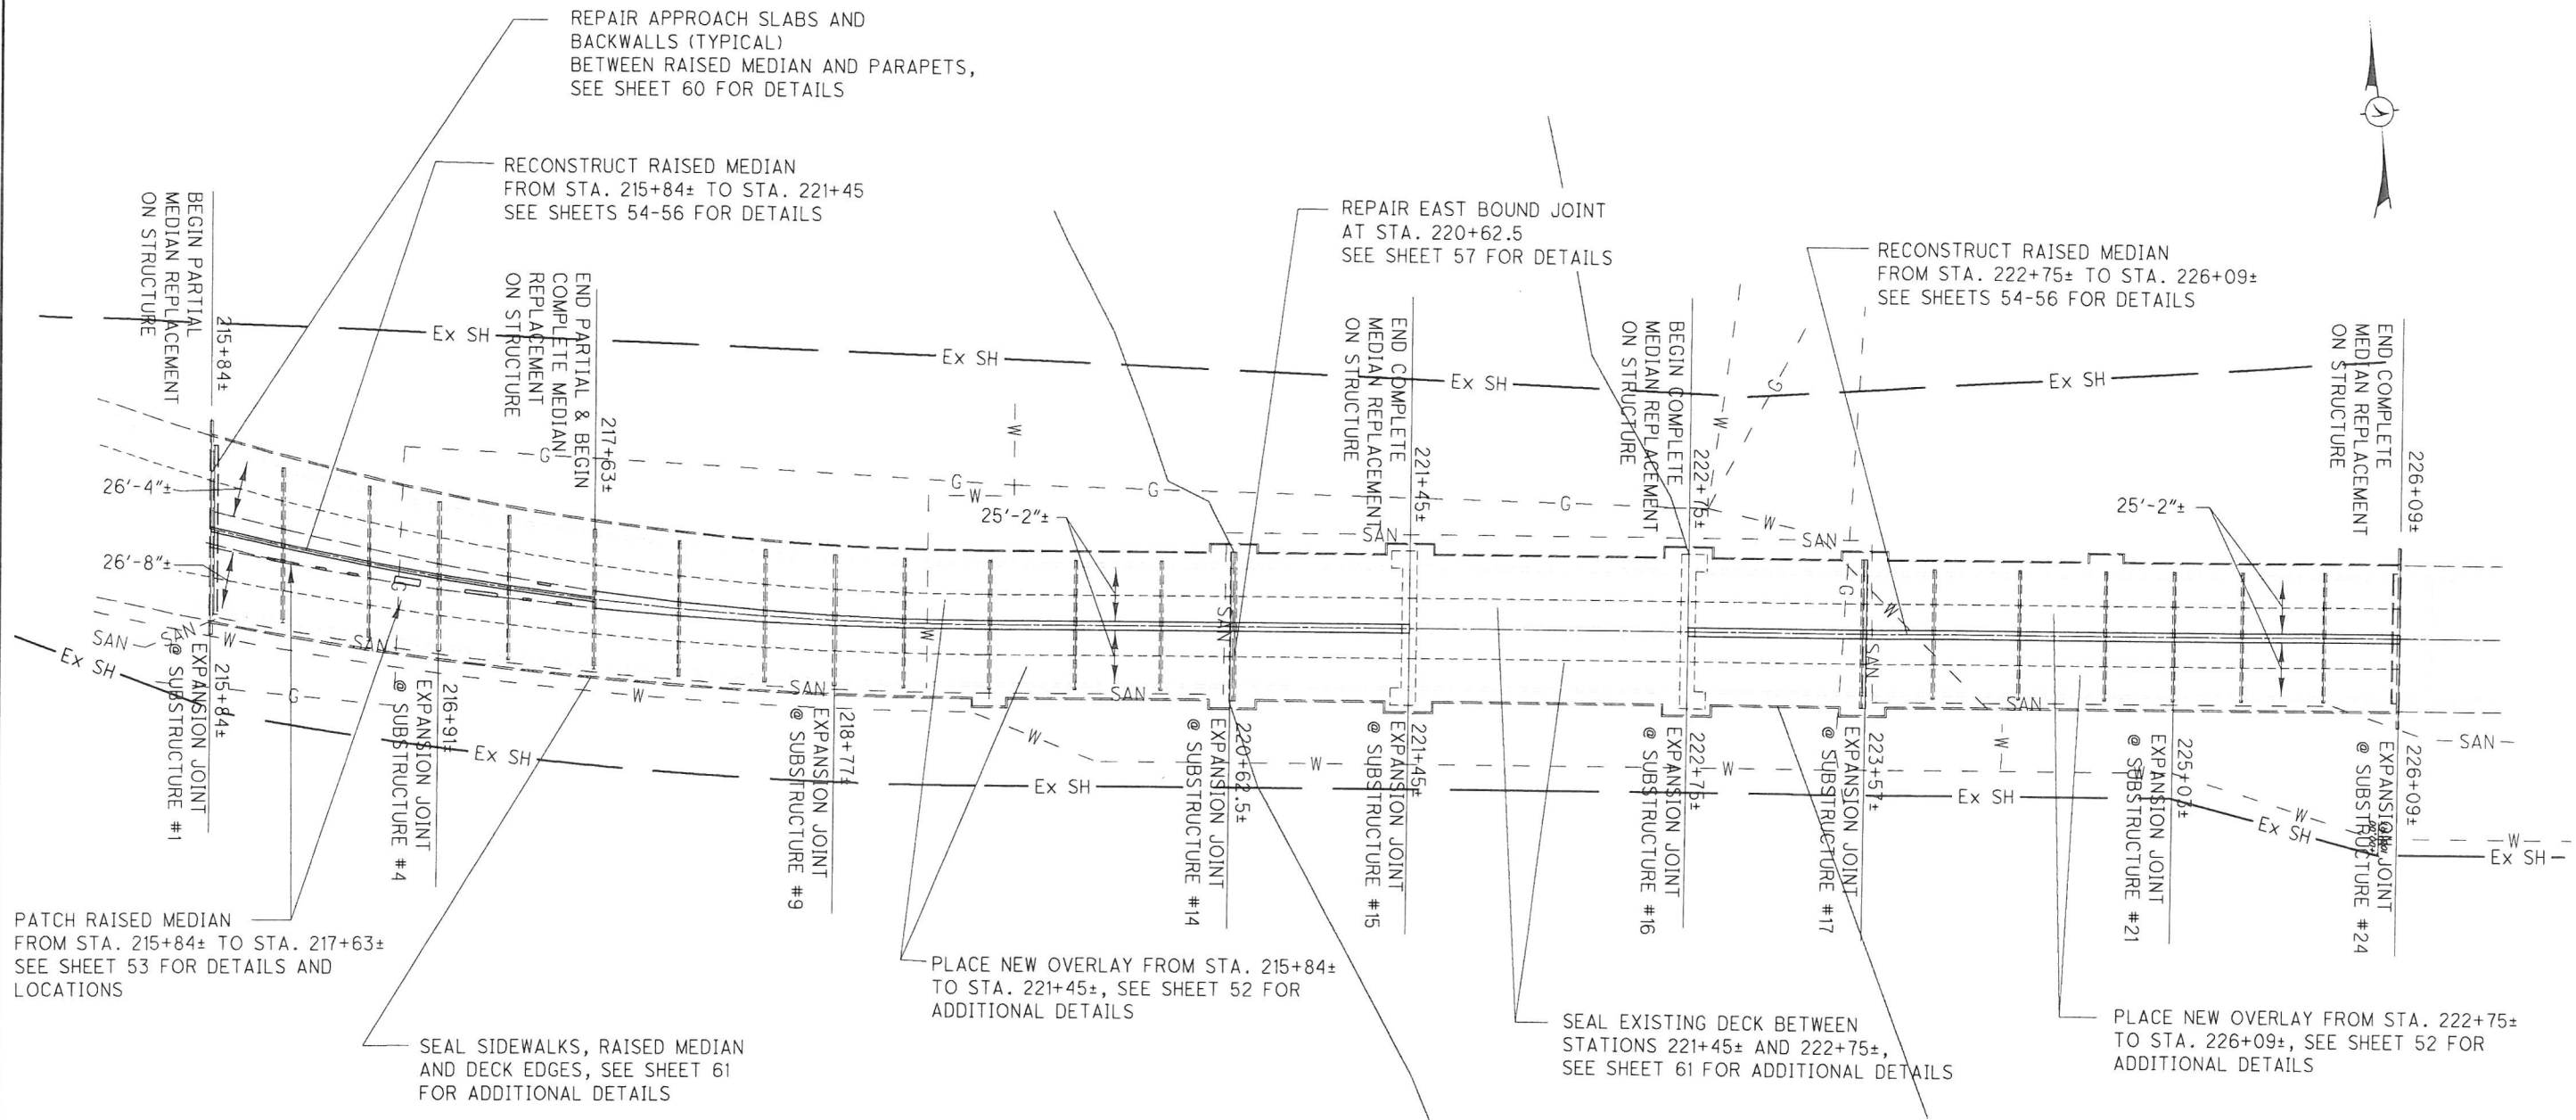 REPAIR APPROACH SLABS AND
BACKWALLS (TYPICAL)
BETWEEN RAISED MEDIAN AND PARAPETS,
SEE SHEET 60 FOR DETAILS
RECONSTRUCT RAISED MEDIAN
FROM STA. 215+84± TO STA. 221+45
SEE SHEETS 54-56 FOR DETAILS
REPAIR EAST BOUND JOINT
AT STA. 220+62.5
SEE SHEET 57 FOR DETAILS
RECONSTRUCT RAISED MEDIAN
FROM STA. 222+75± TO STA. 226+09±
SEE SHEETS 54-56 FOR DETAILS
BEGIN PARTIAL
MEDIAN REPLACEMENT
ON STRUCTURE
215+84±
END PARTIAL & BEGIN
COMPLETE MEDIAN
REPLACEMENT
ON STRUCTURE
217+63±
END COMPLETE
MEDIAN REPLACEMENT
ON STRUCTURE
221+45±
BEGIN COMPLETE
MEDIAN REPLACEMENT
ON STRUCTURE
222+75±
END COMPLETE
MEDIAN REPLACEMENT
ON STRUCTURE
226+09±
Ex SH
Ex SH
Ex SH
Ex SH
G
W
G
W
G
G
W
G
W
SAN
SAN
26'-4"±
26'-8"±
25'-2"±
25'-2"±
G
W
SAN
G
W
SAN
SAN
SAN
W
SAN
W
SAN
SAN
SAN
SAN
Ex SH
G
Ex SH
W
W
W
W
W
Ex SH
Ex SH
W
Ex SH
W
Ex SH
SAN
215+84±
EXPANSION JOINT
@ SUBSTRUCTURE #1
216+91±
EXPANSION JOINT
@ SUBSTRUCTURE #4
218+77±
EXPANSION JOINT
@ SUBSTRUCTURE #9
220+62.5±
EXPANSION JOINT
@ SUBSTRUCTURE #14
221+45±
EXPANSION JOINT
@ SUBSTRUCTURE #15
222+75±
EXPANSION JOINT
@ SUBSTRUCTURE #16
223+57±
EXPANSION JOINT
@ SUBSTRUCTURE #17
225+03±
EXPANSION JOINT
@ SUBSTRUCTURE #21
226+09±
EXPANSION JOINT
@ SUBSTRUCTURE #24
PATCH RAISED MEDIAN
FROM STA. 215+84± TO STA. 217+63±
SEE SHEET 53 FOR DETAILS AND
LOCATIONS
SEAL SIDEWALKS, RAISED MEDIAN
AND DECK EDGES, SEE SHEET 61
FOR ADDITIONAL DETAILS
PLACE NEW OVERLAY FROM STA. 215+84±
TO STA. 221+45±, SEE SHEET 52 FOR
ADDITIONAL DETAILS
SEAL EXISTING DECK BETWEEN
STATIONS 221+45± AND 222+75±,
SEE SHEET 61 FOR ADDITIONAL DETAILS
PLACE NEW OVERLAY FROM STA. 222+75±
TO STA. 226+09±, SEE SHEET 52 FOR
ADDITIONAL DETAILS